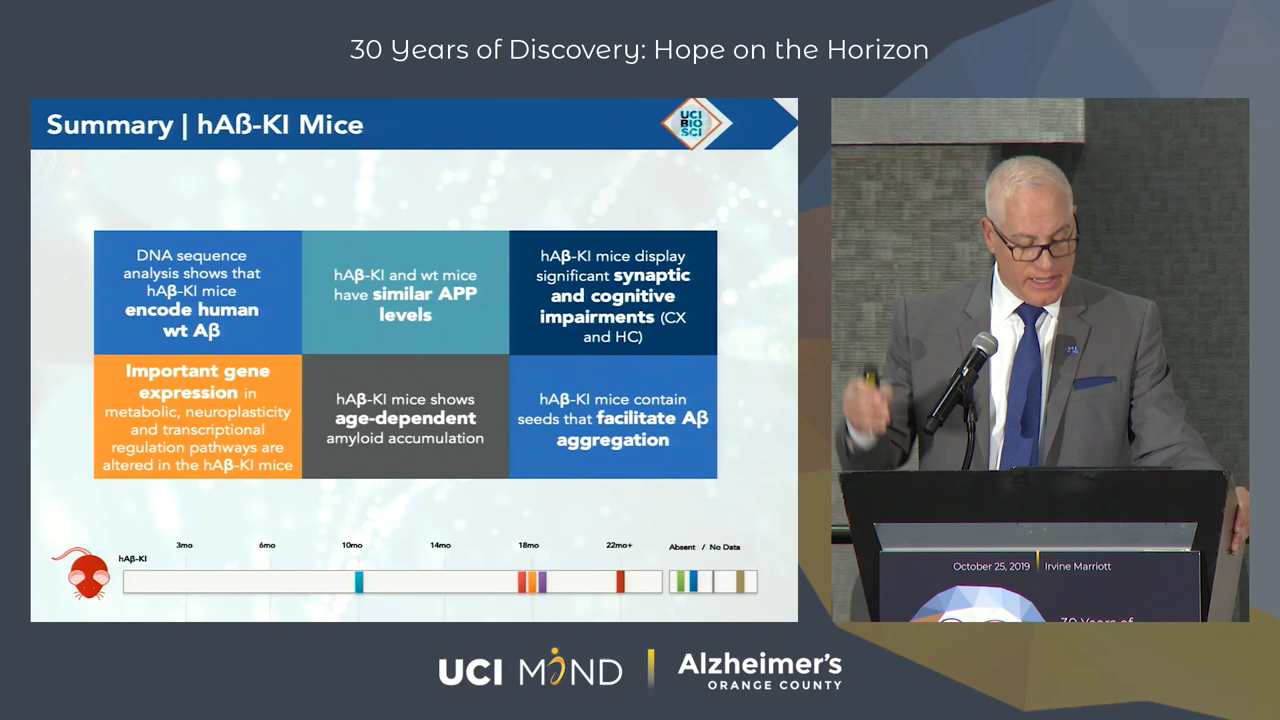 30 Years of Discovery: Hope on the Horizon
Summary | hAß-KI Mice
UCI
BIO
SCI
DNA sequence
analysis shows that
hAβ-KI mice
encode human
wt Aβ
hAβ-KI and wt mice
have similar APP
levels
hAβ-KI mice display
significant synaptic
and cognitive
impairments (CX
and HC)
Important gene
expression in
metabolic, neuroplasticity
and transcriptional
regulation pathways are
altered in the hAβ-KI mice
hAβ-KI mice shows
age-dependent
amyloid accumulation
hAβ-KI mice contain
seeds that facilitate Aβ
aggregation
hAβ-KI
3mo 6mo 10mo 14mo 18mo 22mo+ Absent / No Data
October 25, 2019 Irvine Marriott
30 Years of
UCI MIND
Alzheimer's
ORANGE COUNTY